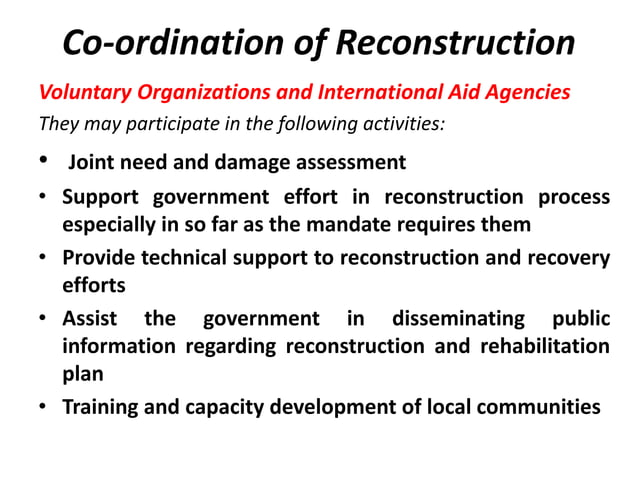 Co-ordination of Reconstruction
Voluntary Organizations and International Aid Agencies
They may participate in the following activities:
• Joint need and damage assessment
• Support government effort in reconstruction process
especially in so far as the mandate requires them
• Provide technical support to reconstruction and recovery
efforts
• Assist the government in disseminating public
information regarding reconstruction and rehabilitation
plan
• Training and capacity development of local communities